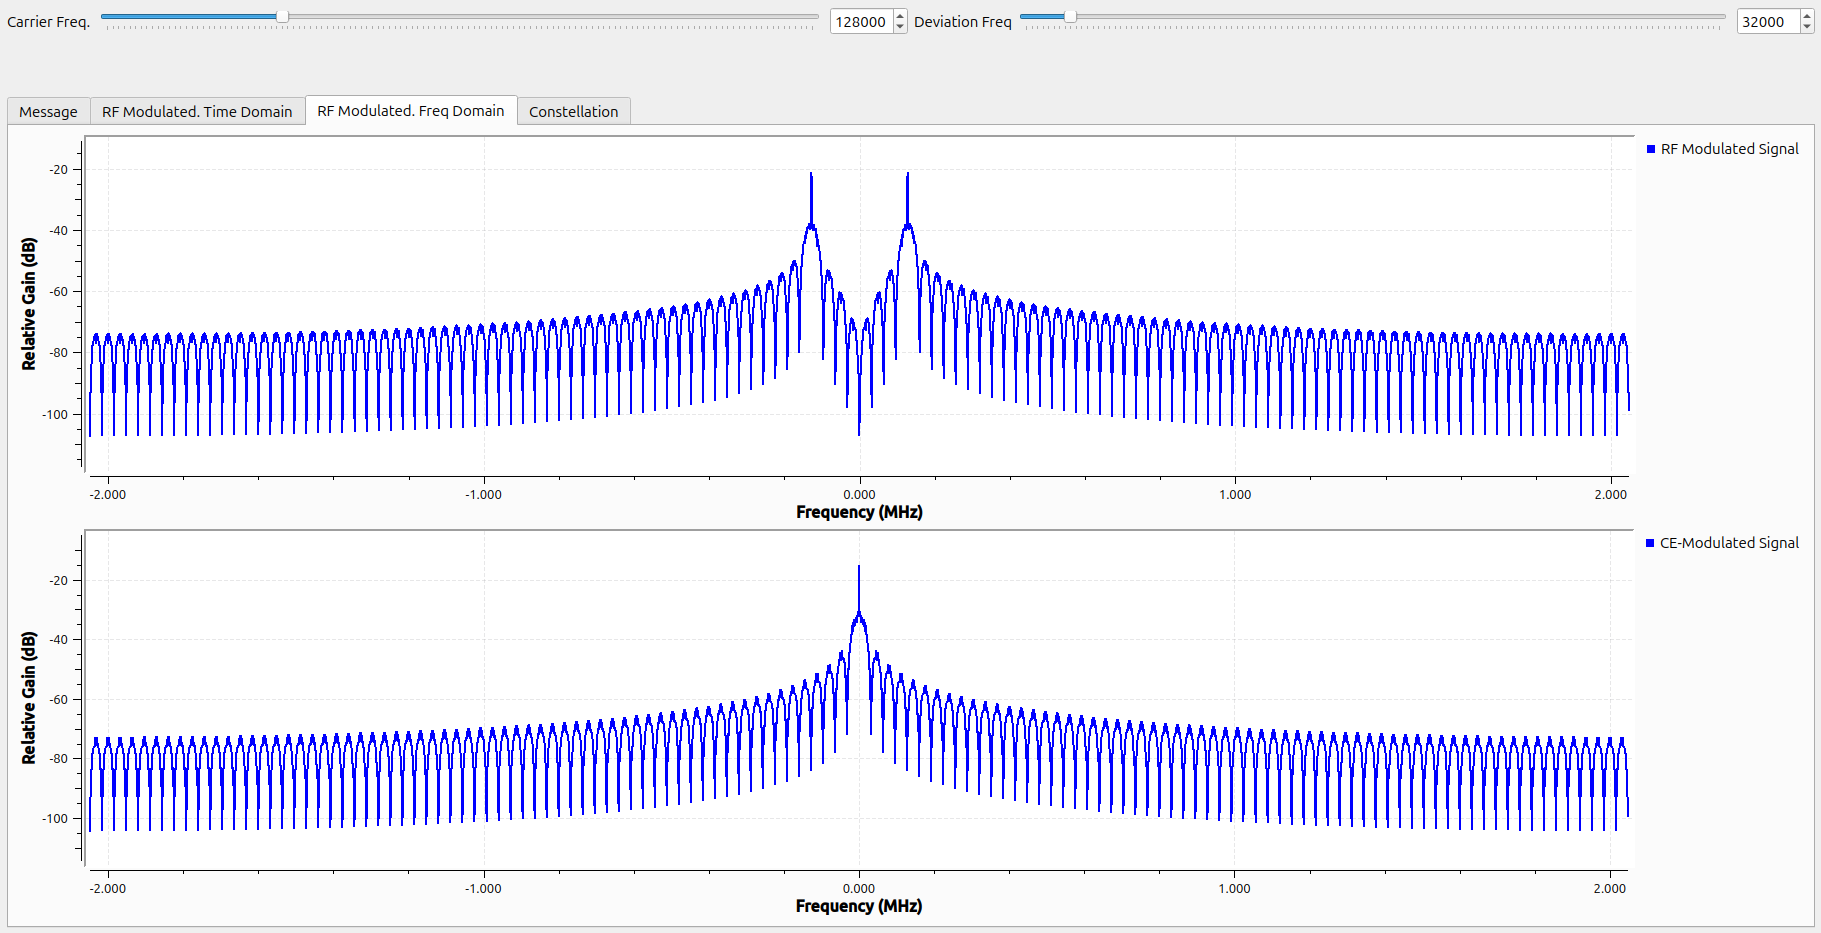 Carrier Freq. 128000 Deviation Freq 32000
Message RF Modulated. Time Domain RF Modulated. Freq Domain Constellation
RF Modulated Signal
Relative Gain (dB)
-20
-40
-60
-80
-100
-2.000 -1.000 0.000 1.000 2.000
Frequency (MHz)
CE-Modulated Signal
Relative Gain (dB)
-20
-40
-60
-80
-100
-2.000 -1.000 0.000 1.000 2.000
Frequency (MHz)